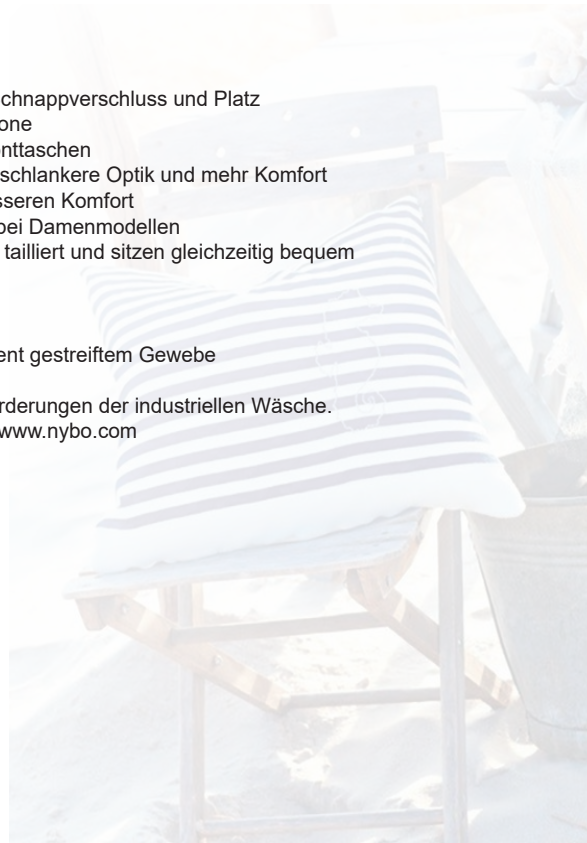 chnappverschluss und Platz
one
nttaschen
schlankere Optik und mehr Komfort
sseren Komfort
bei Damenmodellen
tailliert und sitzen gleichzeitig bequem
ent gestreiftem Gewebe
rderungen der industriellen Wäsche.
www.nybo.com